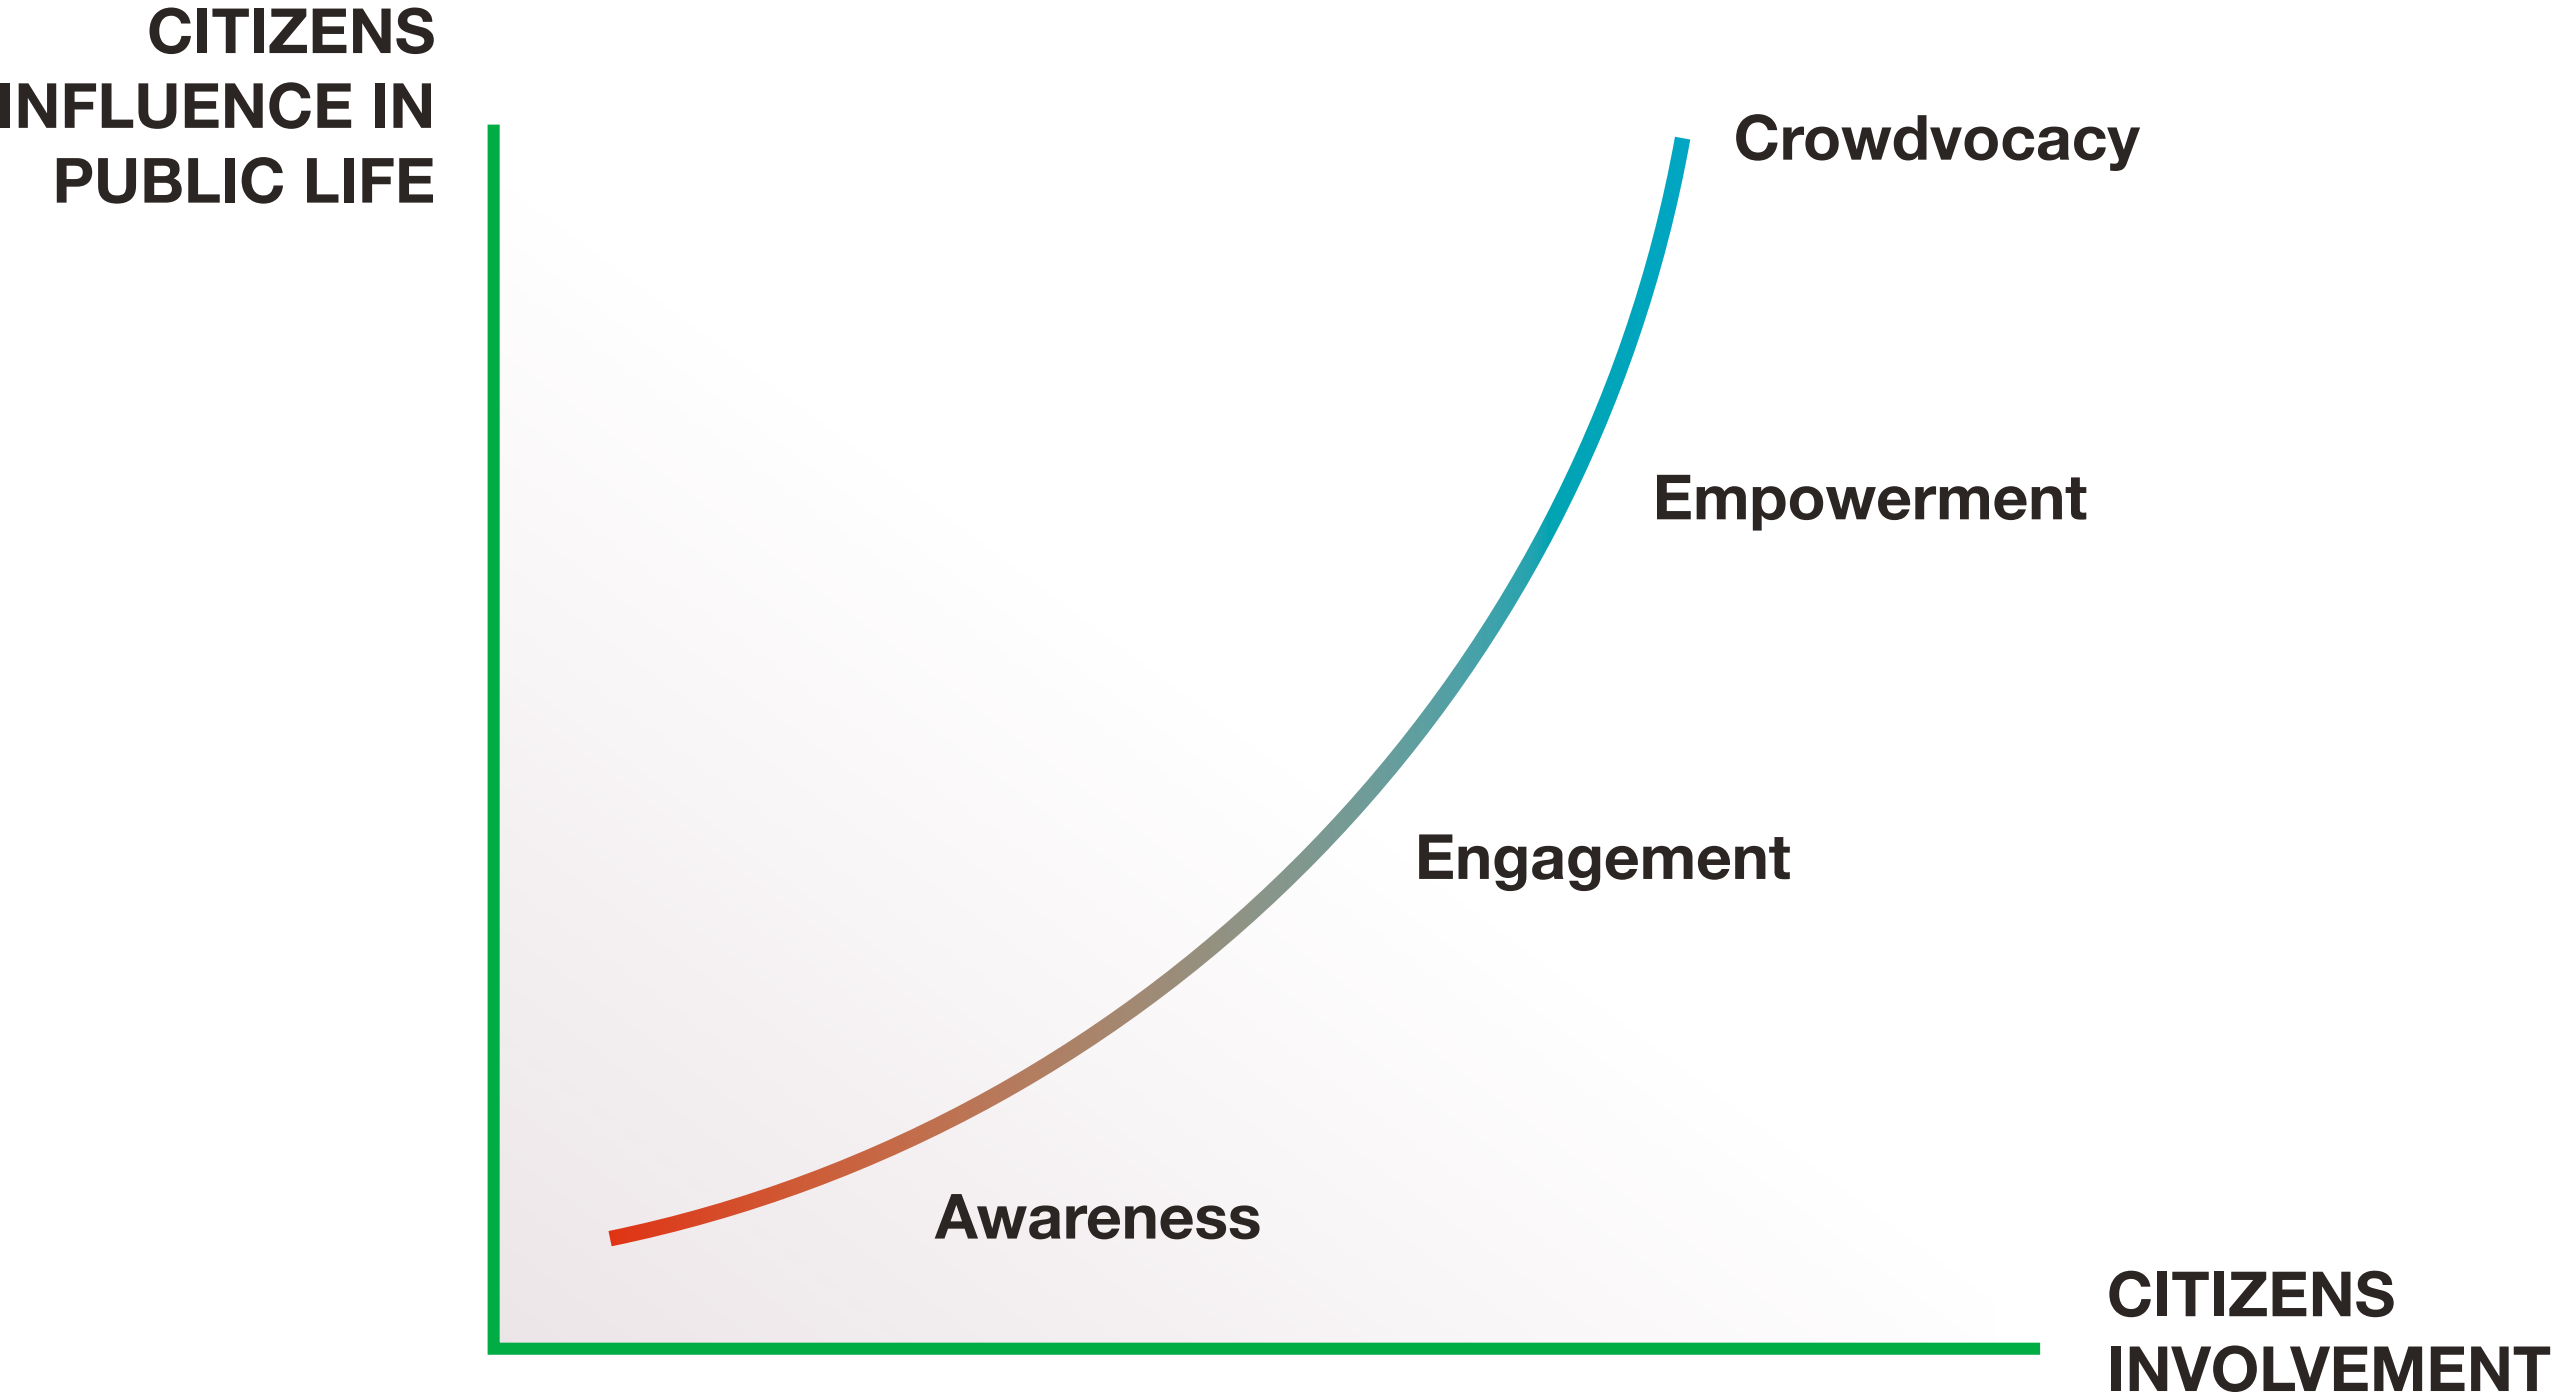 CITIZENS
INFLUENCE IN
PUBLIC LIFE
Crowdvocacy
Empowerment
Engagement
Awareness
CITIZENS
INVOLVEMENT